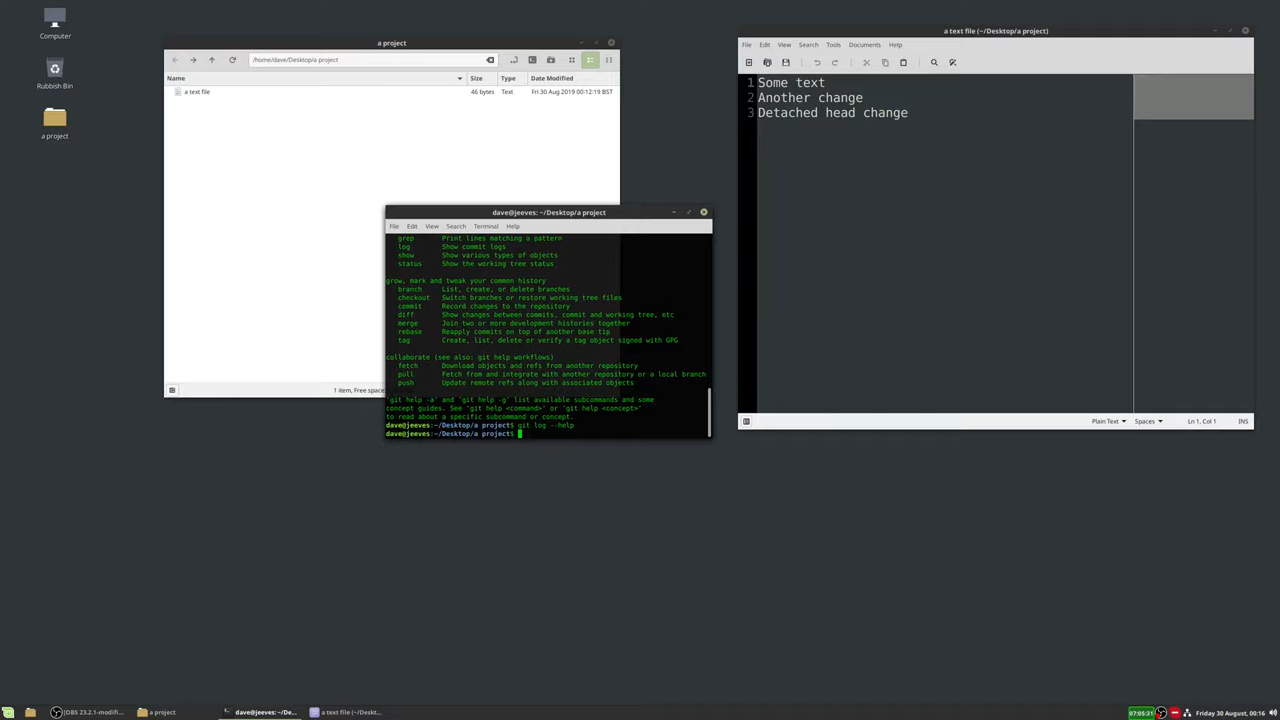 Computer
Rubbish Bin
a project
a project
/home/dave/Desktop/a project
Name Size Type Date Modified
a text file 46 bytes Text Fri 30 Aug 2019 00:12:19 BST
1 item, Free space
dave@jeeves: ~/Desktop/a project
File Edit View Search Terminal Help
grep Print lines matching a pattern
log Show commit logs
show Show various types of objects
status Show the working tree status
grow, mark and tweak your common history
branch List, create, or delete branches
checkout Switch branches or restore working tree files
commit Record changes to the repository
diff Show changes between commits, commit and working tree, etc
merge Join two or more development histories together
rebase Reapply commits on top of another base tip
tag Create, list, delete or verify a tag object signed with GPG
collaborate (see also: git help workflows)
fetch Download objects and refs from another repository
pull Fetch from and integrate with another repository or a local branch
push Update remote refs along with associated objects
'git help -a' and 'git help -g' list available subcommands and some
concept guides. See 'git help <command>' or 'git help <concept>'
to read about a specific subcommand or concept.
dave@jeeves:~/Desktop/a project$ git log --help
dave@jeeves:~/Desktop/a project$
a text file (~/Desktop/a project)
File Edit View Search Tools Documents Help
1 Some text
2 Another change
3 Detached head change
Plain Text Spaces Ln 1, Col 1 INS
[OBS 23.2.1-modifi... a project dave@jeeves: ~/De... a text file (~/Deskt... 07:05:31 Friday 30 August, 00:16